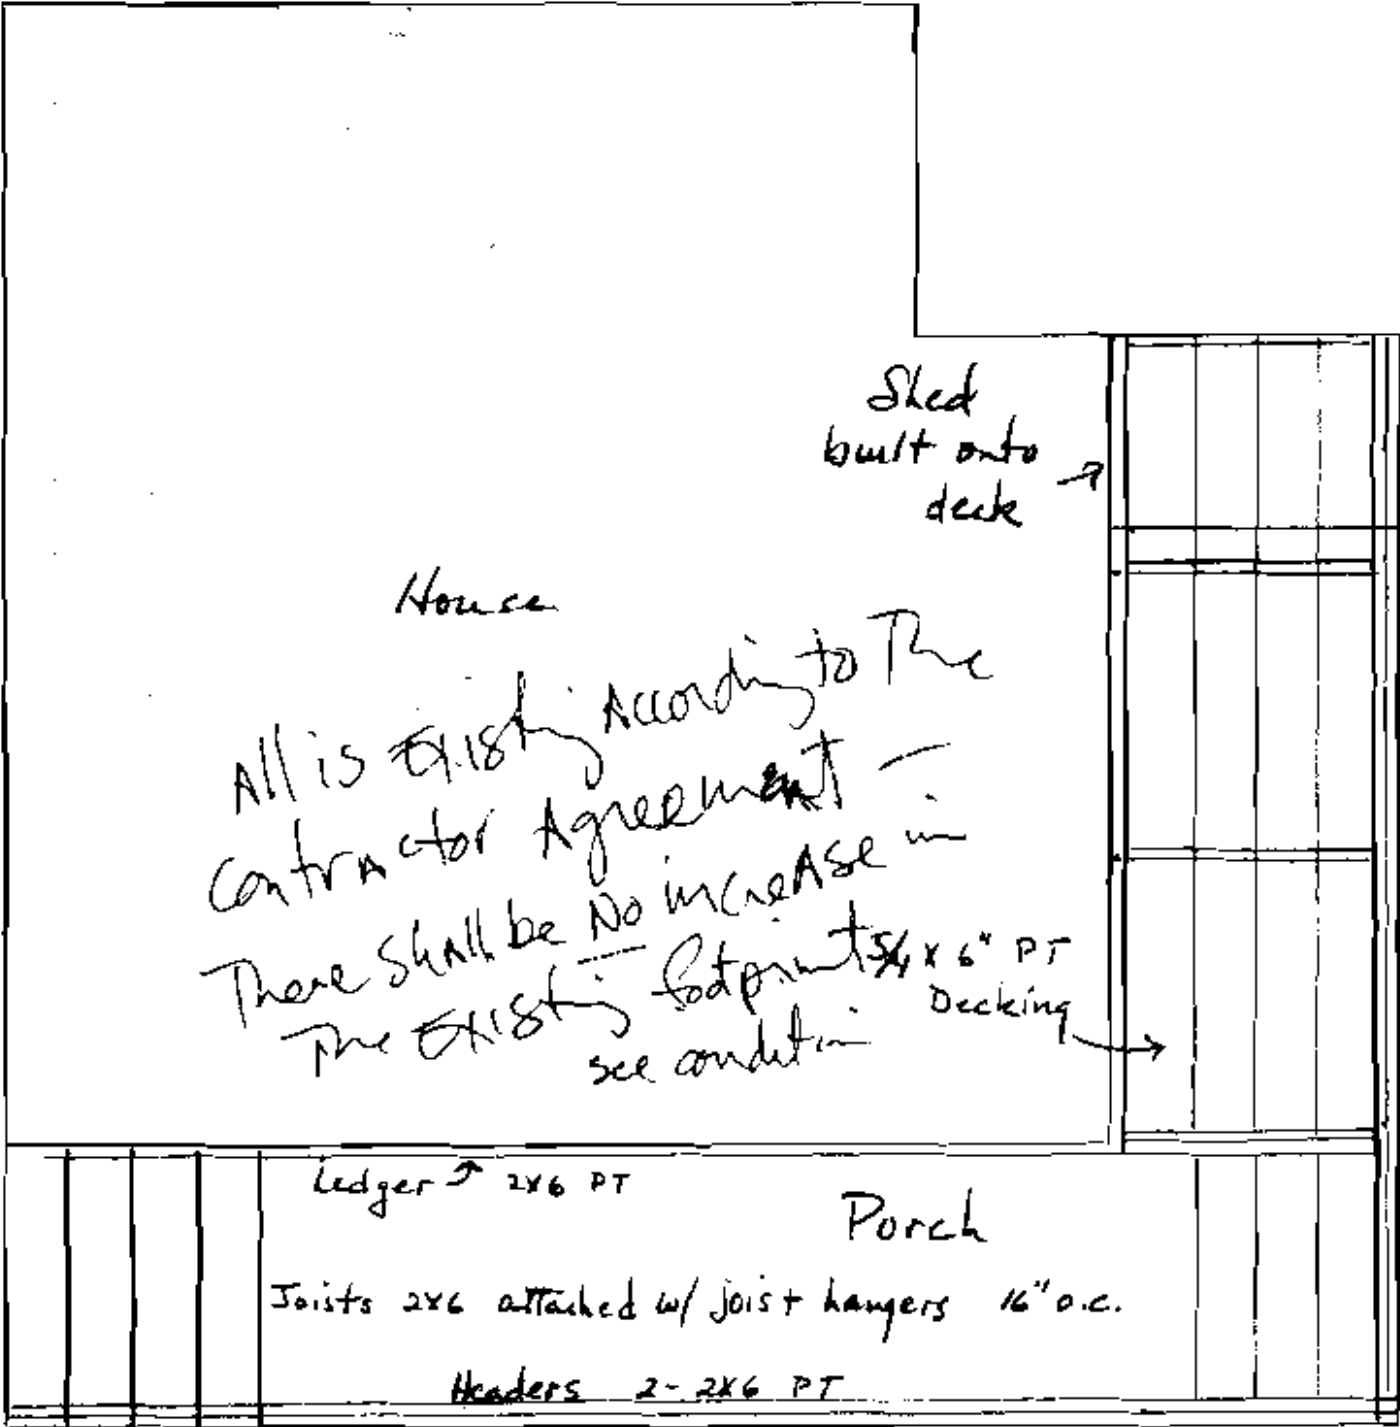 Shed
built onto
deck
House
All is Existing According to The
Contractor Agreement —
There Shall be No increase in
The Existing footprint
see condition
5/4 x 6" PT
Decking
Ledger 2x6 PT
Porch
Joists 2x6 attached w/ joist hangers 16" o.c.
Headers 2-2x6 PT